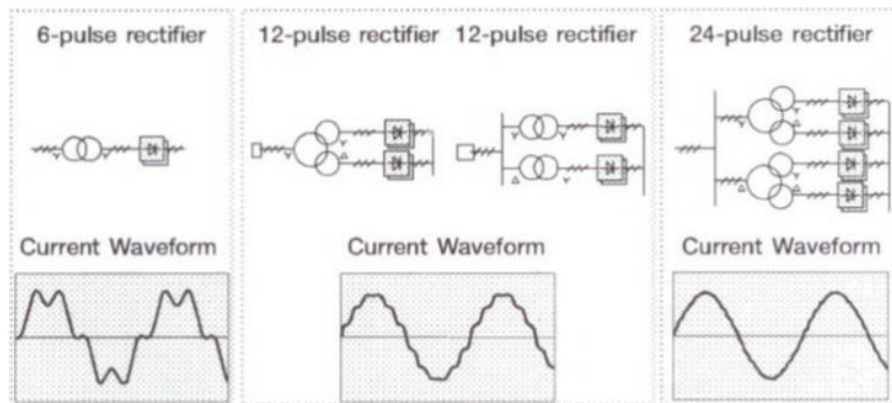 6-pulse rectifier
12-pulse rectifier 12-pulse rectifier
24-pulse rectifier
Current Waveform
Current Waveform
Current Waveform